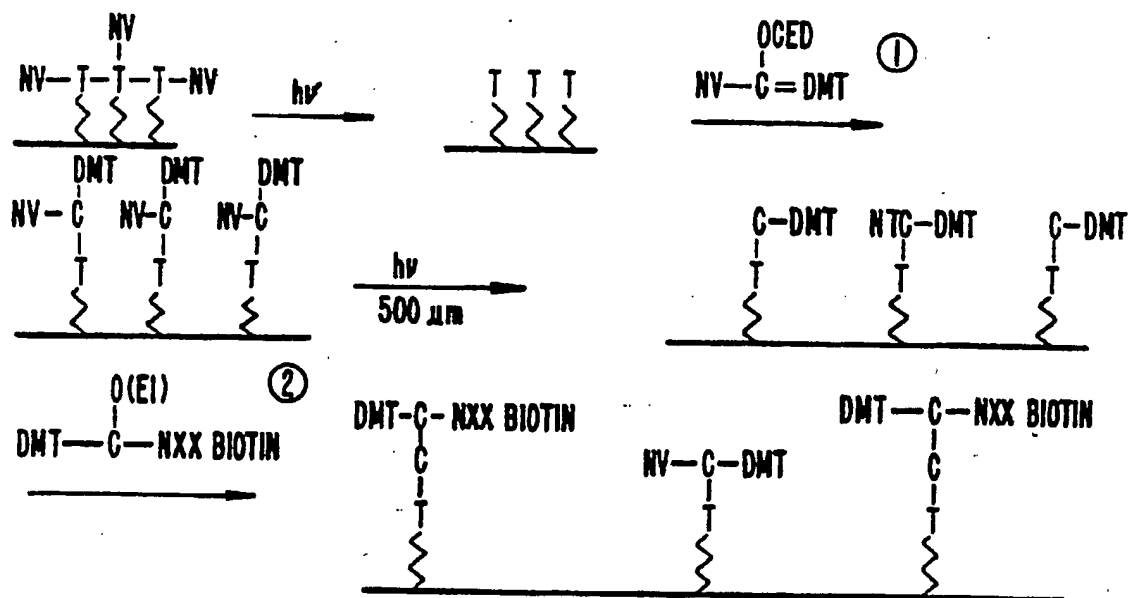 NV
NV—T—T—T—NV
hν
T T T
OCED
NV—C=DMT
①
DMT DMT DMT
NV-C NV-C NV-C
T T T
hν
500 µm
C-DMT NTC-DMT C-DMT
T T T
②
O(EI)
DMT—C—NXX BIOTIN
DMT-C-NXX BIOTIN
C
T
NV—C—DMT
T
DMT—C—NXX BIOTIN
C
T